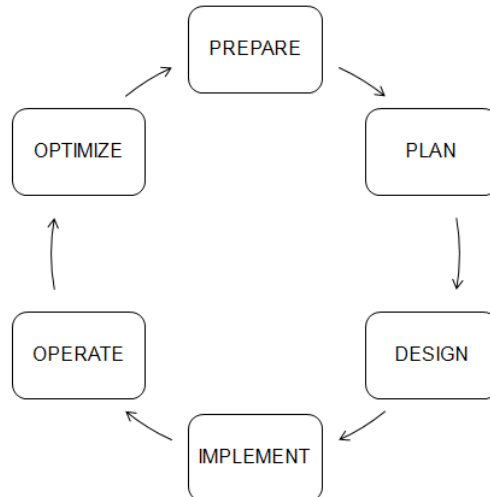 PREPARE
PLAN
DESIGN
IMPLEMENT
OPERATE
OPTIMIZE